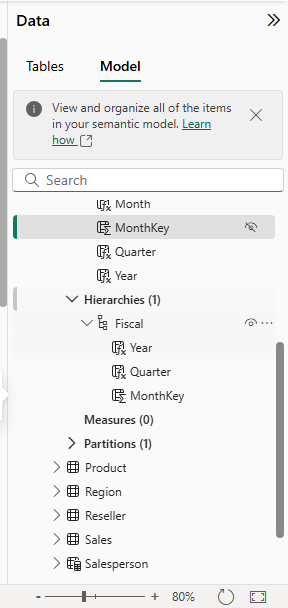 Data
Tables Model
View and organize all of the items
in your semantic model. Learn
how
Search
Month
MonthKey
Quarter
Year
Hierarchies (1)
Fiscal
Year
Quarter
MonthKey
Measures (0)
Partitions (1)
Product
Region
Reseller
Sales
Salesperson
- + 80%